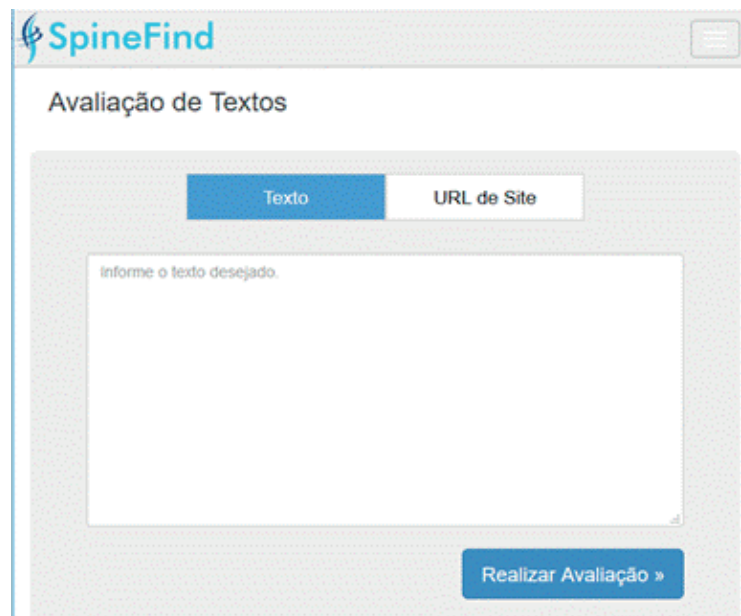 SpineFind
Avaliação de Textos
Texto URL de Site
Informe o texto desejado.
Realizar Avaliação »